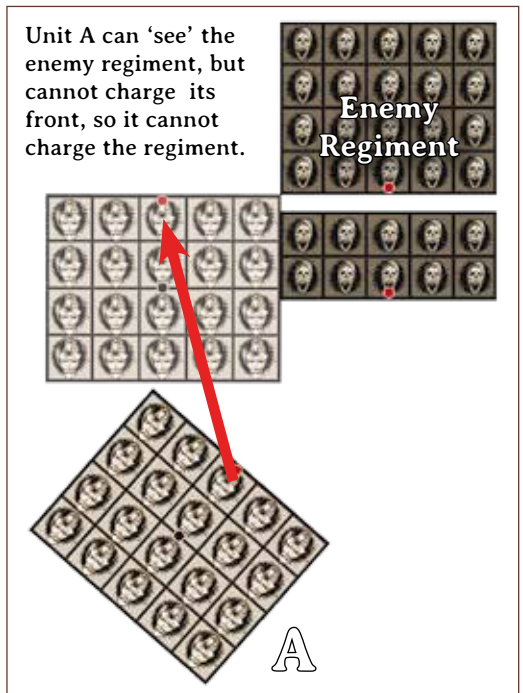 Unit A can ‘see’ the
enemy regiment, but
cannot charge  its
front, so it cannot
charge the regiment.
Enemy
Regiment
A